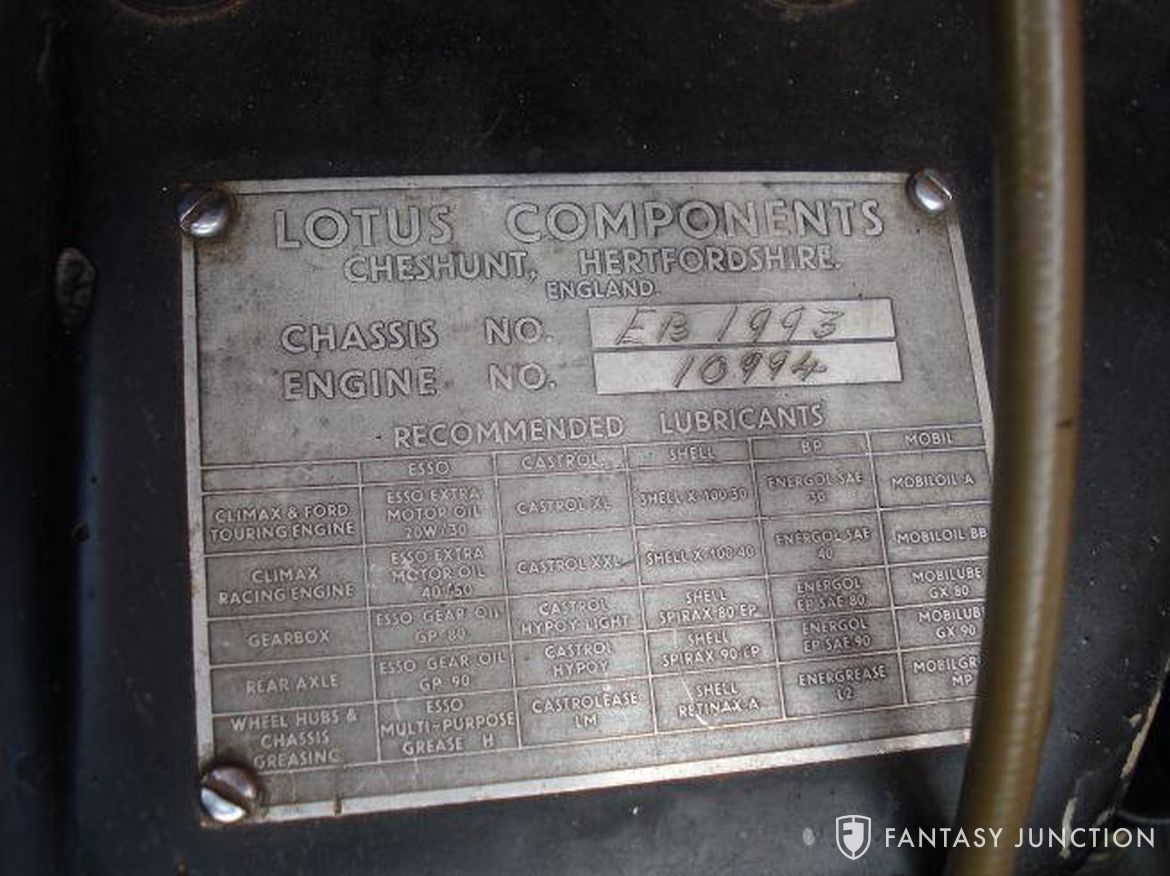 LOTUS COMPONENTS
CHESHUNT, HERTFORDSHIRE.
ENGLAND.
CHASSIS NO. EB 1993
ENGINE NO. 10994
RECOMMENDED LUBRICANTS
ESSO CASTROL. SHELL BP MOBIL
CLIMAX & FORD
TOURING ENGINE
ESSO EXTRA
MOTOR OIL
20W/30
CASTROL XL
SHELL X-100-30
ENERGOL SAE
30
MOBILOIL A
CLIMAX
RACING ENGINE
ESSO EXTRA
MOTOR OIL
40/50
CASTROL XXL
SHELL X-100-40
ENERGOL SAE
40
MOBILOIL BB
GEARBOX
ESSO GEAR OIL
GP 80
CASTROL
HYPOY LIGHT
SHELL
SPIRAX 80 EP
ENERGOL
EP SAE 80
MOBILUBE
GX 80
REAR AXLE
ESSO GEAR OIL
GP 90
CASTROL
HYPOY
SHELL
SPIRAX 90 EP
ENERGOL
EP SAE 90
MOBILUBE
GX 90
WHEEL HUBS &
CHASSIS
GREASING
ESSO
MULTI-PURPOSE
GREASE H
CASTROLEASE
LM
SHELL
RETINAX A
ENERGREASE
L2
MOBILGR
MP
FANTASY JUNCTION